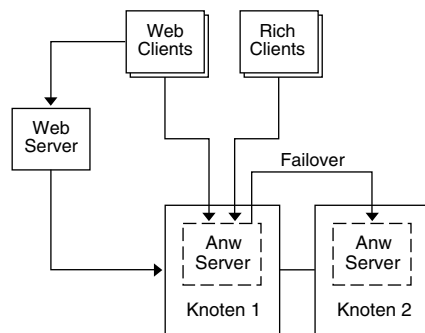 Web
Clients
Rich
Clients
Web
Server
Failover
Anw
Server
Anw
Server
Knoten 1
Knoten 2